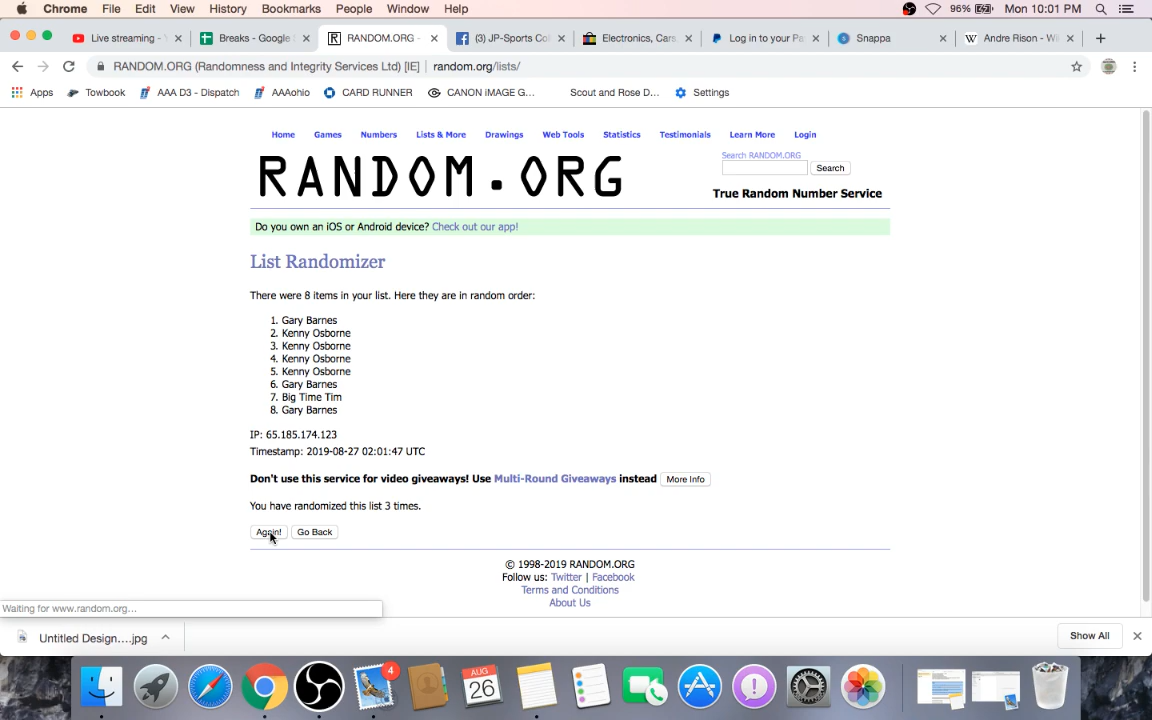 Chrome File Edit View History Bookmarks People Window Help 96% Mon 10:01 PM
Live streaming - Breaks - Google RANDOM.ORG - (3) JP-Sports Co Electronics, Cars, Log in to your Pa Snappa Andre Rison - Wi
RANDOM.ORG (Randomness and Integrity Services Ltd) [IE] random.org/lists/
Apps Towbook AAA D3 - Dispatch AAAohio CARD RUNNER CANON iMAGE G... Scout and Rose D... Settings
Home Games Numbers Lists & More Drawings Web Tools Statistics Testimonials Learn More Login
RANDOM.ORG
Search RANDOM.ORG
Search
True Random Number Service
Do you own an iOS or Android device? Check out our app!
List Randomizer
There were 8 items in your list. Here they are in random order:
1. Gary Barnes
2. Kenny Osborne
3. Kenny Osborne
4. Kenny Osborne
5. Kenny Osborne
6. Gary Barnes
7. Big Time Tim
8. Gary Barnes
IP: 65.185.174.123
Timestamp: 2019-08-27 02:01:47 UTC
Don't use this service for video giveaways! Use Multi-Round Giveaways instead More Info
You have randomized this list 3 times.
Again! Go Back
© 1998-2019 RANDOM.ORG
Follow us: Twitter | Facebook
Terms and Conditions
About Us
Waiting for www.random.org...
Untitled Design....jpg Show All
4
AUG
26